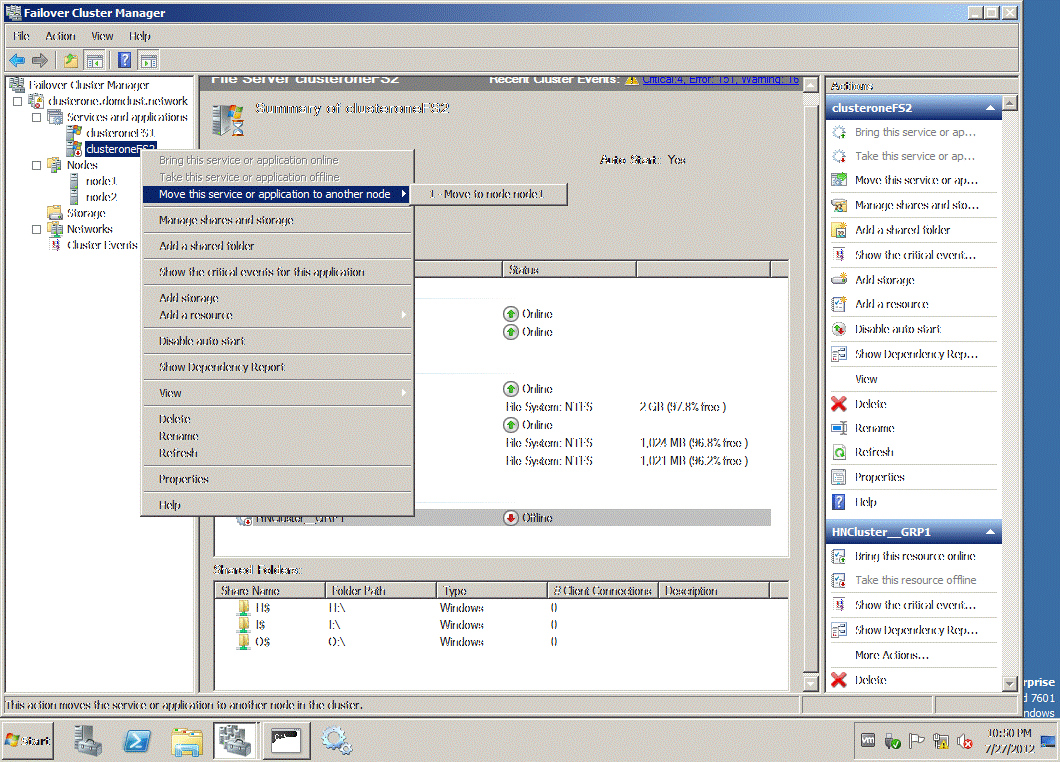 Failover Cluster Manager
File Action View Help
Failover Cluster Manager
clusterone.domdust.network
Services and applications
clusteroneFS1
clusteroneFS2
Nodes
node1
node2
Storage
Networks
Cluster Events
File Server clusteroneFS2
Recent Cluster Events: Critical:4, Error: 151, Warning: 16
Summary of clusteroneFS2
Auto Start: Yes
Bring this service or application online
Take this service or application offline
Move this service or application to another node
1 - Move to node node1
Manage shares and storage
Add a shared folder
Show the critical events for this application
Add storage
Add a resource
Disable auto start
Show Dependency Report
View
Delete
Rename
Refresh
Properties
Help
Status
Online
Online
Online
File System: NTFS 2 GB (97.8% free )
Online
File System: NTFS 1,024 MB (96.8% free )
File System: NTFS 1,021 MB (96.2% free )
HNCluster__GRP1 Offline
Shared Folders:
Share Name Folder Path Type # Client Connections Description
H$ H:\ Windows 0
I$ I:\ Windows 0
O$ O:\ Windows 0
Actions
clusteroneFS2
Bring this service or ap...
Take this service or ap...
Move this service or ap...
Manage shares and sto...
Add a shared folder
Show the critical event...
Add storage
Add a resource
Disable auto start
Show Dependency Rep...
View
Delete
Rename
Refresh
Properties
Help
HNCluster__GRP1
Bring this resource online
Take this resource offline
Show the critical event...
Show Dependency Rep...
More Actions...
Delete
This action moves the service or application to another node in the cluster.
rprise
d 7601
ndows
Start
10:50 PM
7/27/2012